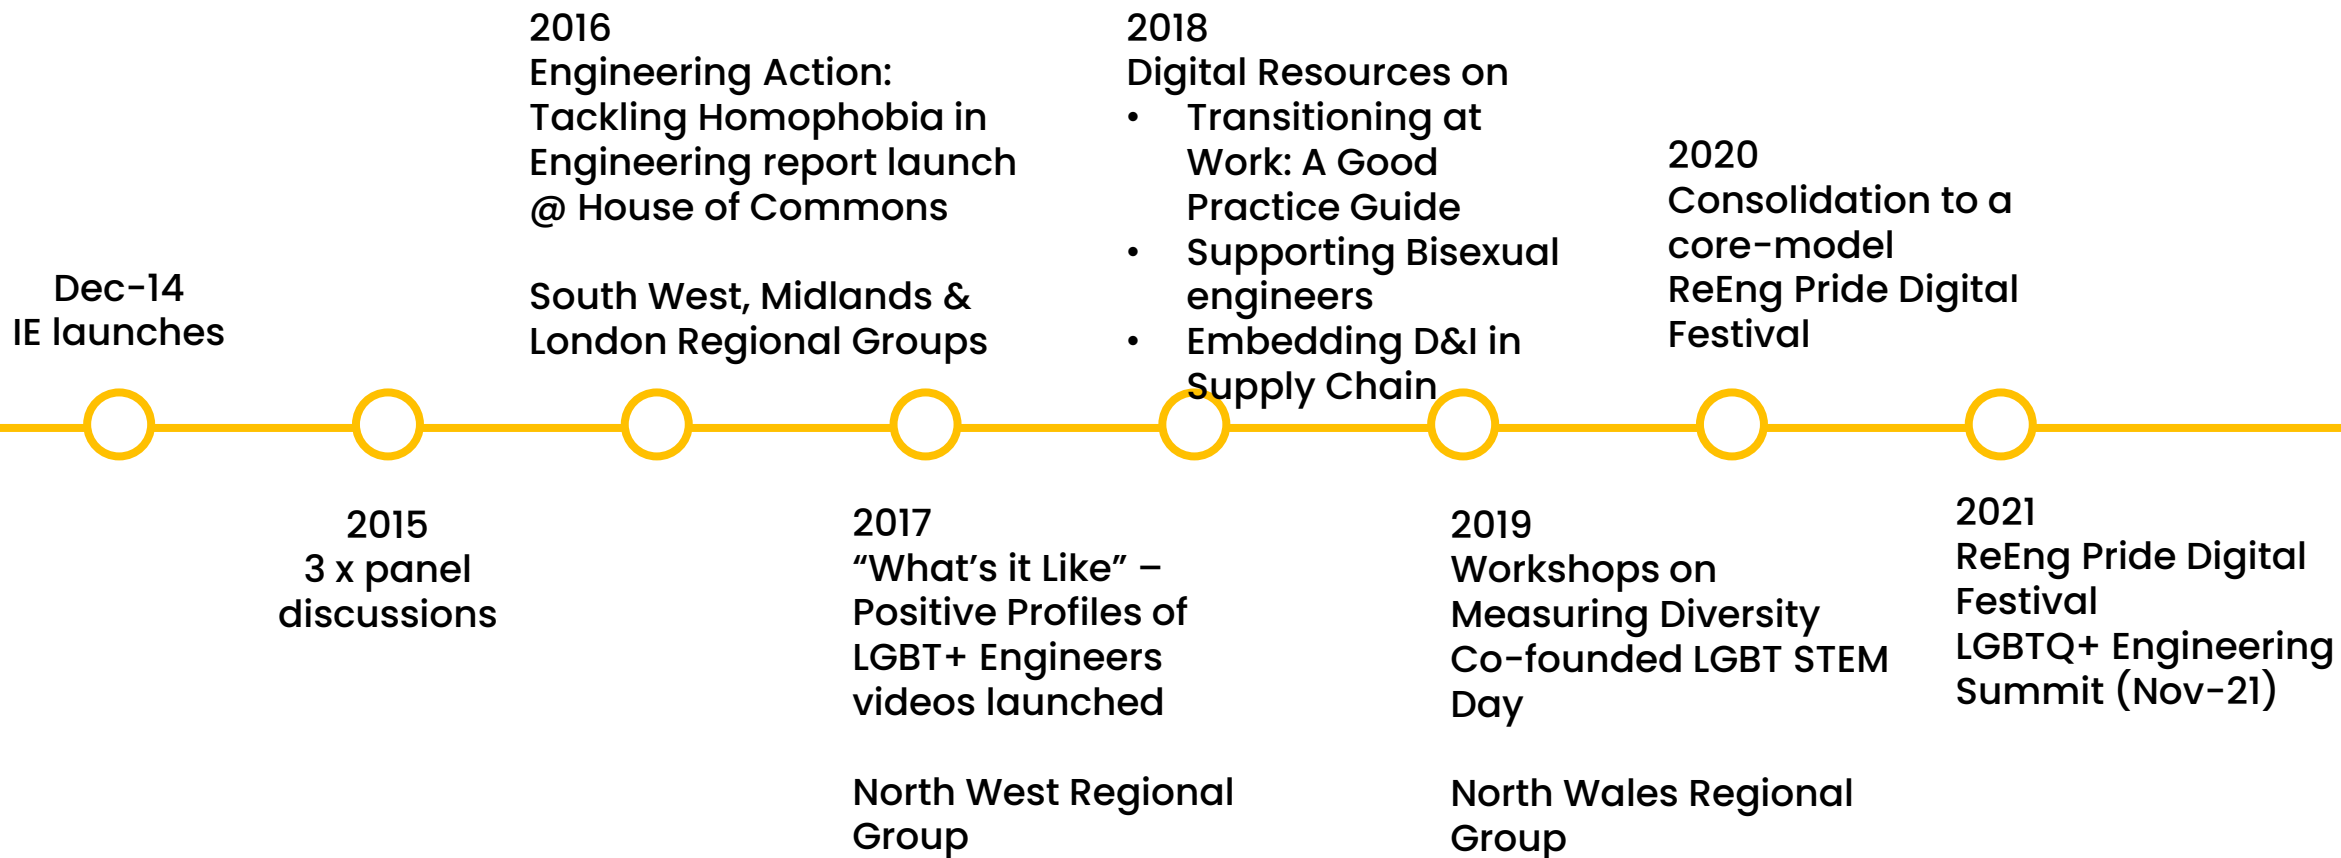 Dec-14
IE launches
2015
3 x panel
discussions
2016
Engineering Action:
Tackling Homophobia in
Engineering report launch
@ House of Commons
South West, Midlands &
London Regional Groups
2017
“What’s it Like” –
Positive Profiles of
LGBT+ Engineers
videos launched
North West Regional
Group
2018
Digital Resources on
• Transitioning at
Work: A Good
Practice Guide
• Supporting Bisexual
engineers
• Embedding D&I in
Supply Chain
2019
Workshops on
Measuring Diversity
Co-founded LGBT STEM
Day
North Wales Regional
Group
2020
Consolidation to a
core-model
ReEng Pride Digital
Festival
2021
ReEng Pride Digital
Festival
LGBTQ+ Engineering
Summit (Nov-21)